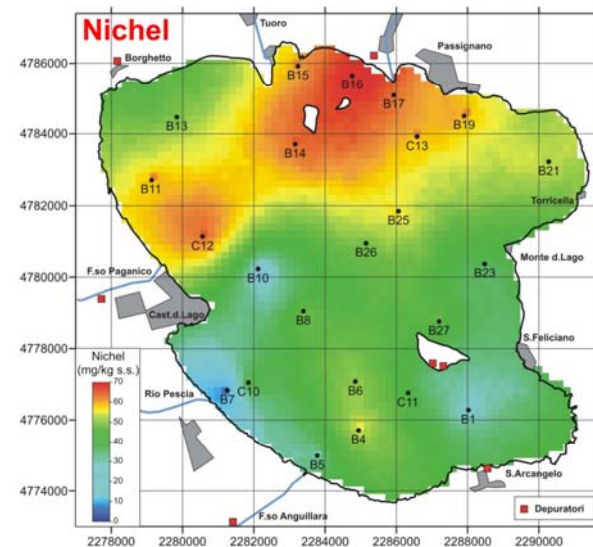 Nichel
Tuoro
Passignano
Borghetto
4786000
4784000
4782000
4780000
4778000
4776000
4774000
B15
B16
B17
B13
B19
C13
B14
B21
B11
Torricella
B25
C12
B26
Monte d.Lago
F.so Paganico
B10
B23
Cast.d.Lago
B8
B27
S.Feliciano
Nichel
(mg/kg s.s.)
70
60
50
40
30
20
10
0
Rio Pescia
B7
C10
B6
C11
B1
B4
B5
S.Arcangelo
F.so Anguillara
Depuratori
2278000
2280000
2282000
2284000
2286000
2288000
2290000